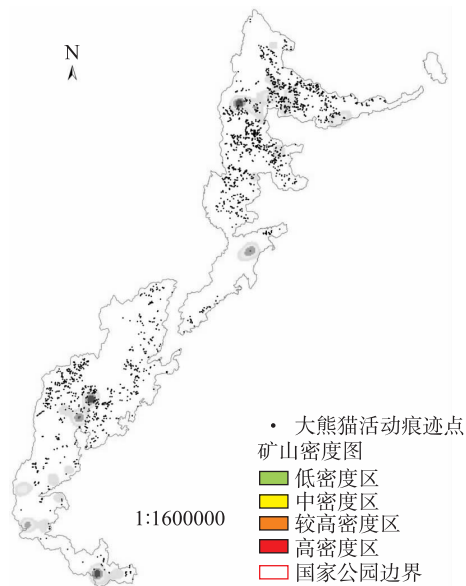 N
1:1600000
• 大熊猫活动痕迹点
矿山密度图
低密度区
中密度区
较高密度区
高密度区
国家公园边界